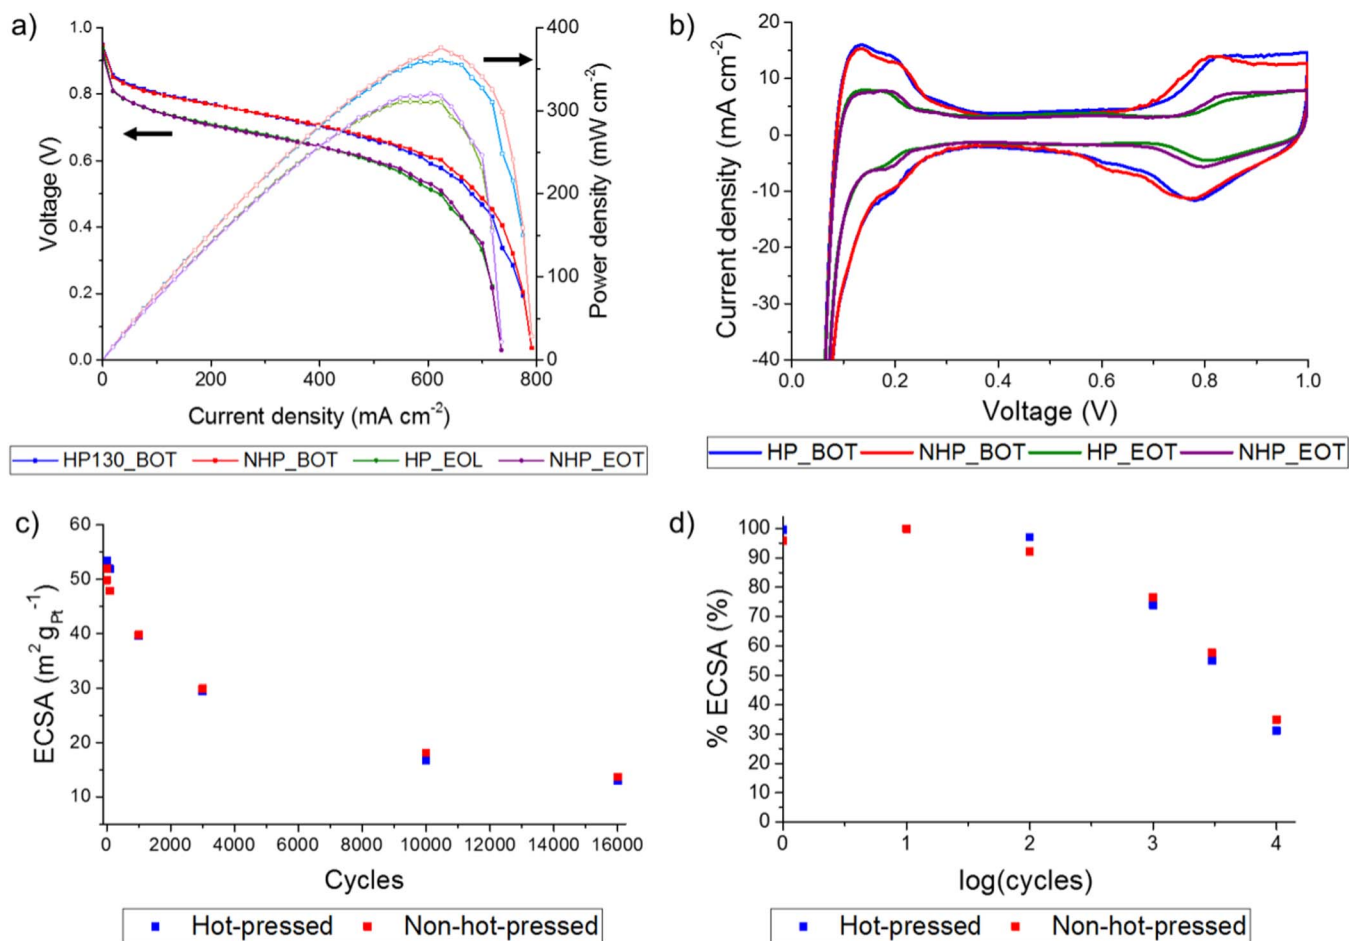 a)
1.0
0.8
0.6
0.4
0.2
0.0
Voltage (V)
0
200
400
600
800
Current density (mA cm⁻²)
400
300
200
100
0
Power density (mW cm⁻²)
HP130_BOT NHP_BOT HP_EOL NHP_EOT
b)
20
10
0
-10
-20
-30
-40
Current density (mA cm⁻²)
0.0 0.2 0.4 0.6 0.8 1.0
Voltage (V)
HP_BOT NHP_BOT HP_EOT NHP_EOT
c)
60
50
40
30
20
10
ECSA (m² gPt⁻¹)
0 2000 4000 6000 8000 10000 12000 14000 16000
Cycles
Hot-pressed Non-hot-pressed
d)
100
90
80
70
60
50
40
30
20
10
0
% ECSA (%)
0 1 2 3 4
log(cycles)
Hot-pressed Non-hot-pressed